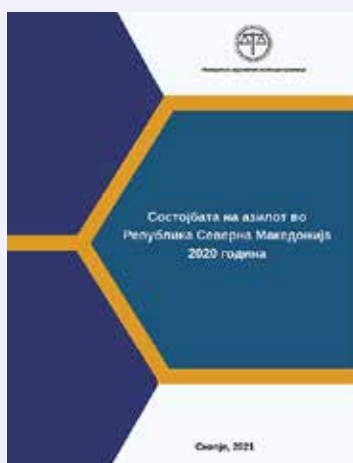 Состојбата на азилот во
Република Северна Македонија
2020 година
Скопје, 2021